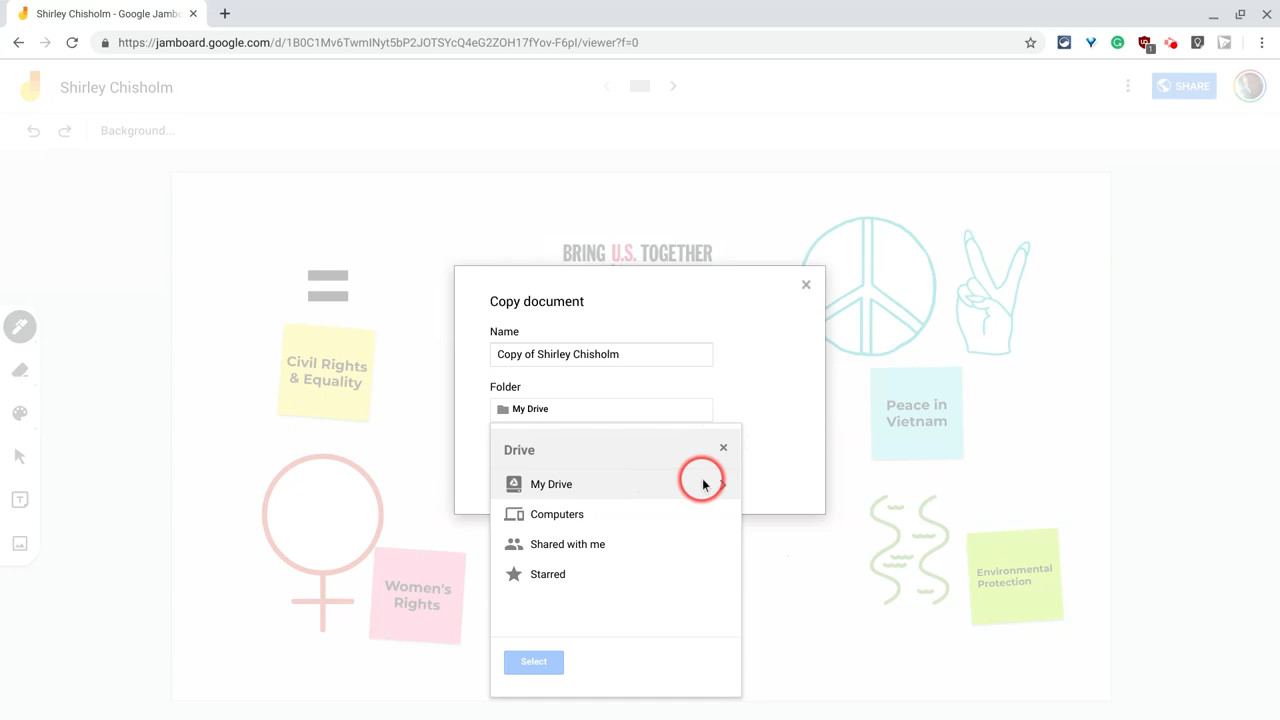 Shirley Chisholm - Google Jamb
https://jamboard.google.com/d/1B0C1Mv6TwmINyt5bP2JOTSYcQ4eG2ZOH17fYov-F6pI/viewer?f=0
1
Shirley Chisholm
SHARE
Background...
BRING U.S. TOGETHER
Civil Rights
& Equality
Copy document
Name
Copy of Shirley Chisholm
Folder
My Drive
Drive
My Drive
Computers
Shared with me
Starred
Select
Peace in
Vietnam
Women's
Rights
Environmental
Protection